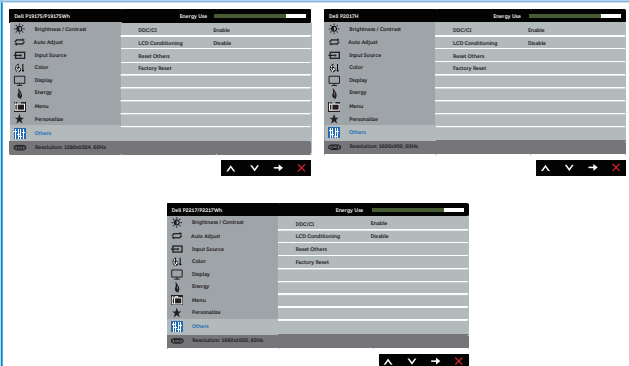 Dell P1917S/P1917SWh Energy Use
Brightness / Contrast DDC/CI Enable
Auto Adjust LCD Conditioning Disable
Input Source Reset Others
Color Factory Reset
Display
Energy
Menu
Personalize
Others
Resolution: 1280x1024, 60Hz
Dell P2017H Energy Use
Brightness / Contrast DDC/CI Enable
Auto Adjust LCD Conditioning Disable
Input Source Reset Others
Color Factory Reset
Display
Energy
Menu
Personalize
Others
Resolution: 1600x900, 60Hz
Dell P2217/P2217Wh Energy Use
Brightness / Contrast DDC/CI Enable
Auto Adjust LCD Conditioning Disable
Input Source Reset Others
Color Factory Reset
Display
Energy
Menu
Personalize
Others
Resolution: 1680x1050, 60Hz